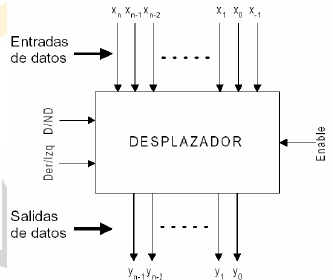 xn xn-1 xn-2 x1 x0 x-1
Entradas
de datos
D/ND
Der/Izq
DESPLAZADOR
Enable
Salidas
de datos
yn-1 yn-2 y1 y0